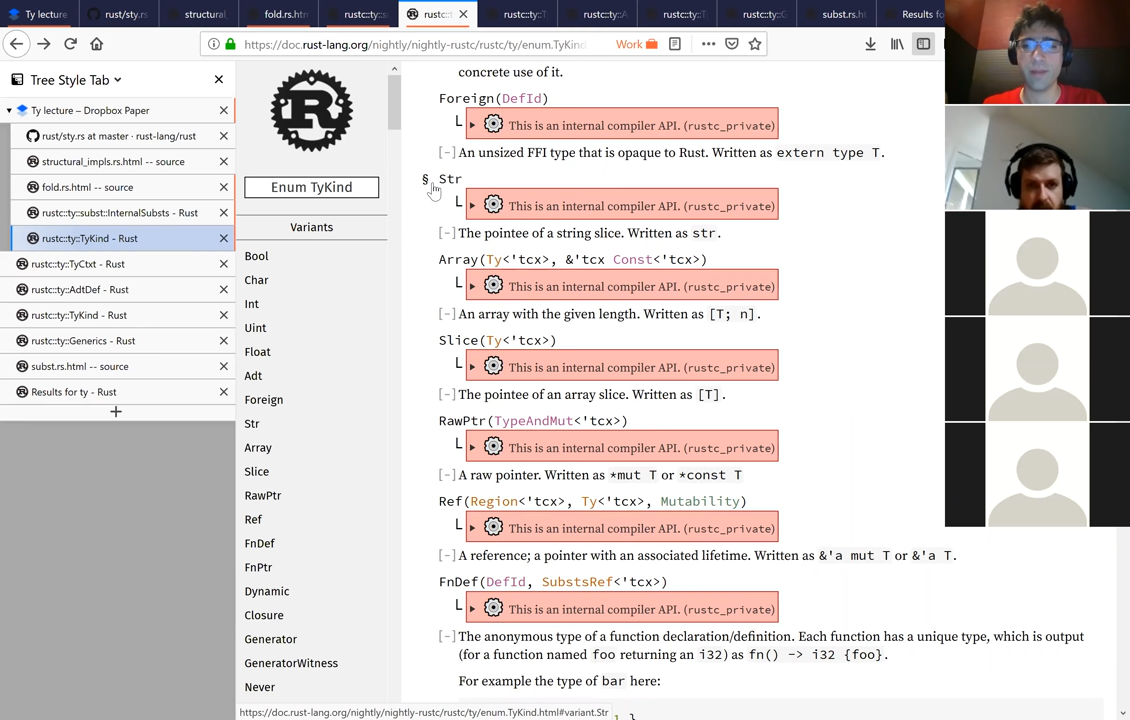 Ty lecture
rust/sty.rs
structural_
fold.rs.htm
rustc::ty::s
rustc::
rustc::ty::T
rustc::ty::A
rustc::ty::T
rustc::ty::G
subst.rs.ht
Results fo
https://doc.rust-lang.org/nightly/nightly-rustc/rustc/ty/enum.TyKind
Work
Tree Style Tab
Ty lecture – Dropbox Paper
rust/sty.rs at master · rust-lang/rust
structural_impls.rs.html -- source
fold.rs.html -- source
rustc::ty::subst::InternalSubsts - Rust
rustc::ty::TyKind - Rust
rustc::ty::TyCtxt - Rust
rustc::ty::AdtDef - Rust
rustc::ty::TyKind - Rust
rustc::ty::Generics - Rust
subst.rs.html -- source
Results for ty - Rust
+
R
Enum TyKind
Variants
Bool
Char
Int
Uint
Float
Adt
Foreign
Str
Array
Slice
RawPtr
Ref
FnDef
FnPtr
Dynamic
Closure
Generator
GeneratorWitness
Never
concrete use of it.
Foreign(DefId)
This is an internal compiler API. (rustc_private)
[-] An unsized FFI type that is opaque to Rust. Written as extern type T.
§ Str
This is an internal compiler API. (rustc_private)
[-] The pointee of a string slice. Written as str.
Array(Ty<'tcx>, &'tcx Const<'tcx>)
This is an internal compiler API. (rustc_private)
[-] An array with the given length. Written as [T; n].
Slice(Ty<'tcx>)
This is an internal compiler API. (rustc_private)
[-] The pointee of an array slice. Written as [T].
RawPtr(TypeAndMut<'tcx>)
This is an internal compiler API. (rustc_private)
[-] A raw pointer. Written as *mut T or *const T
Ref(Region<'tcx>, Ty<'tcx>, Mutability)
This is an internal compiler API. (rustc_private)
[-] A reference; a pointer with an associated lifetime. Written as &'a mut T or &'a T.
FnDef(DefId, SubstsRef<'tcx>)
This is an internal compiler API. (rustc_private)
[-] The anonymous type of a function declaration/definition. Each function has a unique type, which is output
(for a function named foo returning an i32) as fn() -> i32 {foo}.
For example the type of bar here:
https://doc.rust-lang.org/nightly/nightly-rustc/rustc/ty/enum.TyKind.html#variant.Str